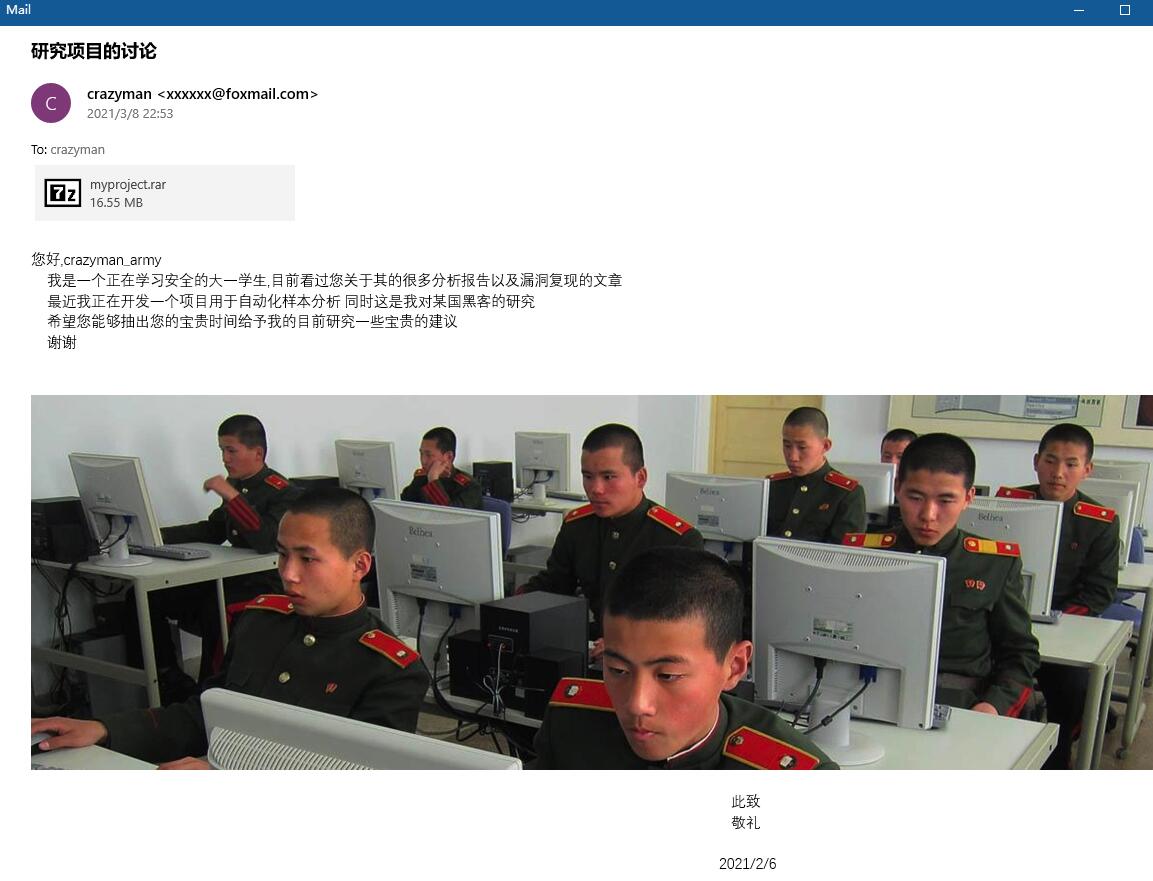 Mail
研究项目的讨论
C
crazyman <xxxxxx@foxmail.com>
2021/3/8 22:53
To: crazyman
7z
myproject.rar
16.55 MB
您好,crazyman_army
我是一个正在学习安全的大一学生,目前看过您关于其的很多分析报告以及漏洞复现的文章
最近我正在开发一个项目用于自动化样本分析 同时这是我对某国黑客的研究
希望您能够抽出您的宝贵时间给予我的目前研究一些宝贵的建议
谢谢
Belinea
Belinea
Belinea
此致
敬礼
2021/2/6